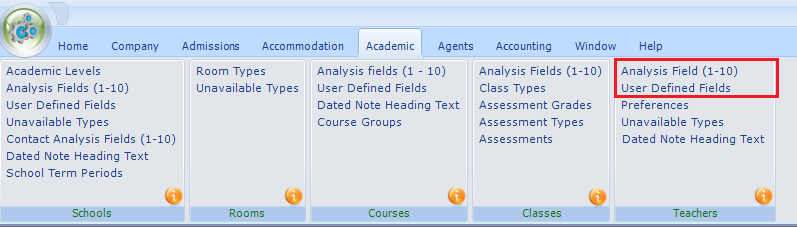 Home Company Admissions Accommodation Academic Agents Accounting Window Help
Academic Levels
Analysis Fields (1-10)
User Defined Fields
Unavailable Types
Contact Analysis Fields (1-10)
Dated Note Heading Text
School Term Periods
Schools
Room Types
Unavailable Types
Rooms
Analysis fields (1 - 10)
User Defined Fields
Dated Note Heading Text
Course Groups
Courses
Analysis Fields (1-10)
Class Types
Assessment Grades
Assessment Types
Assessments
Classes
Analysis Field (1-10)
User Defined Fields
Preferences
Unavailable Types
Dated Note Heading Text
Teachers